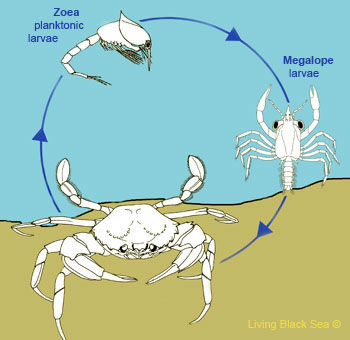 Zoea
planktonic
larvae
Megalope
larvae
Living Black Sea ©